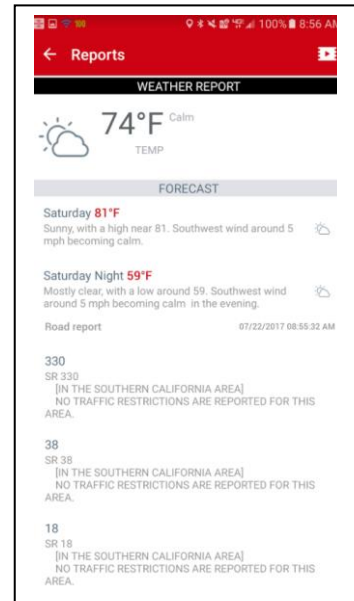 100% 8:56 AM
Reports
WEATHER REPORT
74°F Calm
TEMP
FORECAST
Saturday 81°F
Sunny, with a high near 81. Southwest wind around 5
mph becoming calm.
Saturday Night 59°F
Mostly clear, with a low around 59. Southwest wind
around 5 mph becoming calm in the evening.
Road report 07/22/2017 08:55:32 AM
330
SR 330
[IN THE SOUTHERN CALIFORNIA AREA]
NO TRAFFIC RESTRICTIONS ARE REPORTED FOR THIS
AREA.
38
SR 38
[IN THE SOUTHERN CALIFORNIA AREA]
NO TRAFFIC RESTRICTIONS ARE REPORTED FOR THIS
AREA.
18
SR 18
[IN THE SOUTHERN CALIFORNIA AREA]
NO TRAFFIC RESTRICTIONS ARE REPORTED FOR THIS
AREA.